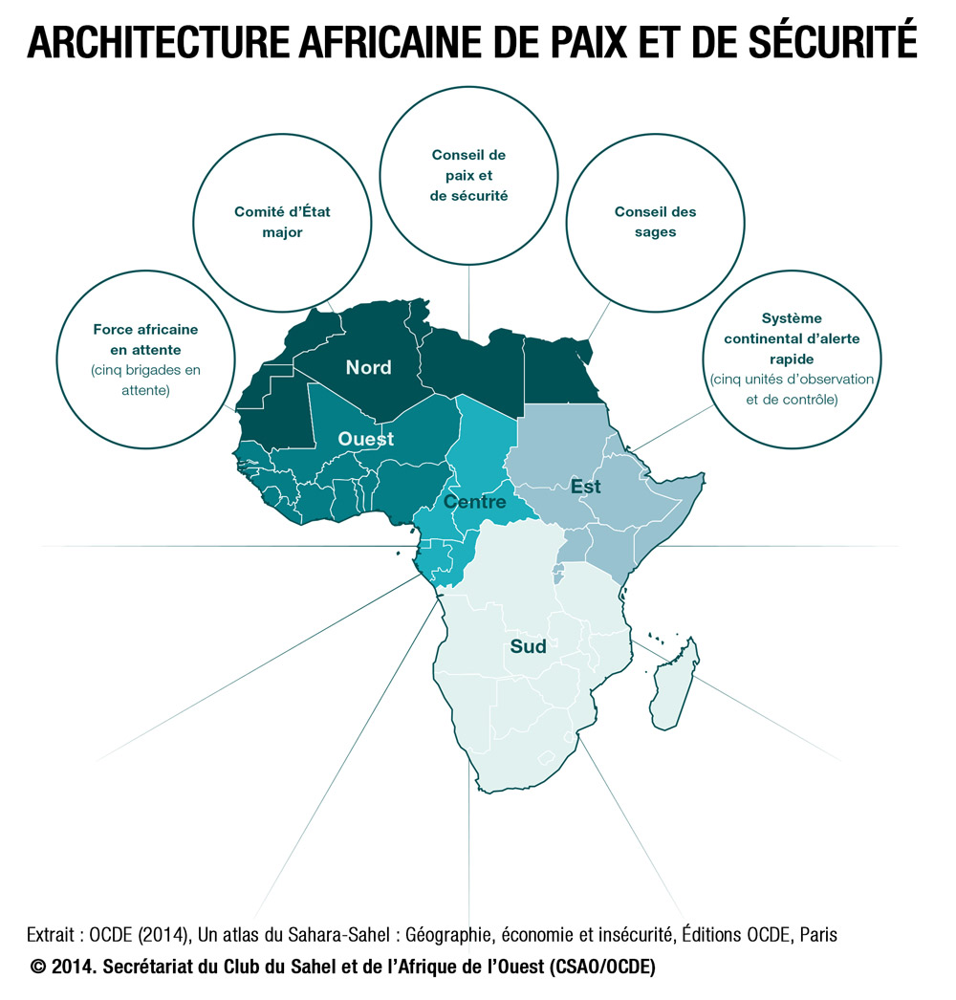 ARCHITECTURE AFRICAINE DE PAIX ET DE SÉCURITÉ
Conseil de
paix et
de sécurité
Comité d’État
major
Conseil des
sages
Force africaine
en attente
(cinq brigades en
attente)
Système
continental d’alerte
rapide
(cinq unités d’observation
et de contrôle)
Nord
Ouest
Centre
Est
Sud
Extrait : OCDE (2014), Un atlas du Sahara-Sahel : Géographie, économie et insécurité, Éditions OCDE, Paris
© 2014. Secrétariat du Club du Sahel et de l’Afrique de l’Ouest (CSAO/OCDE)